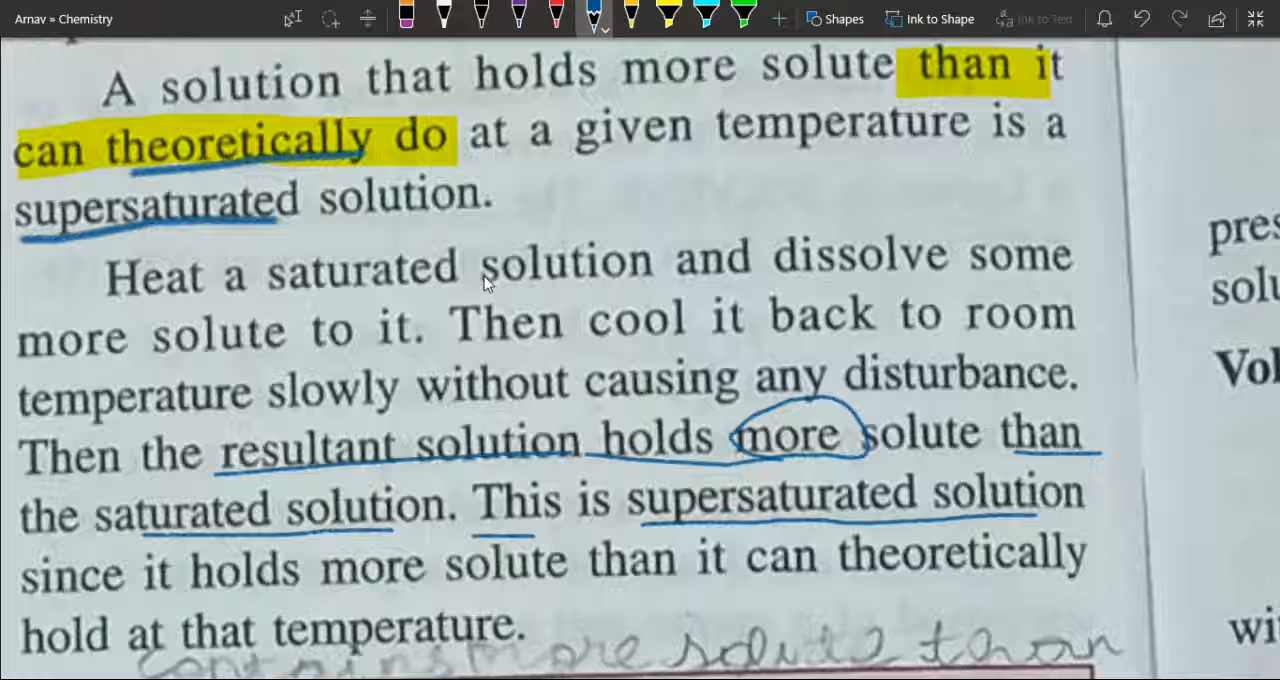 Arnav » Chemistry
Shapes
Ink to Shape
Ink to Text
A solution that holds more solute than it
can theoretically do at a given temperature is a
supersaturated solution.
Heat a saturated solution and dissolve some
more solute to it. Then cool it back to room
temperature slowly without causing any disturbance.
Then the resultant solution holds more solute than
the saturated solution. This is supersaturated solution
since it holds more solute than it can theoretically
hold at that temperature.
contains more solute than
pres
solu
Vol
wi